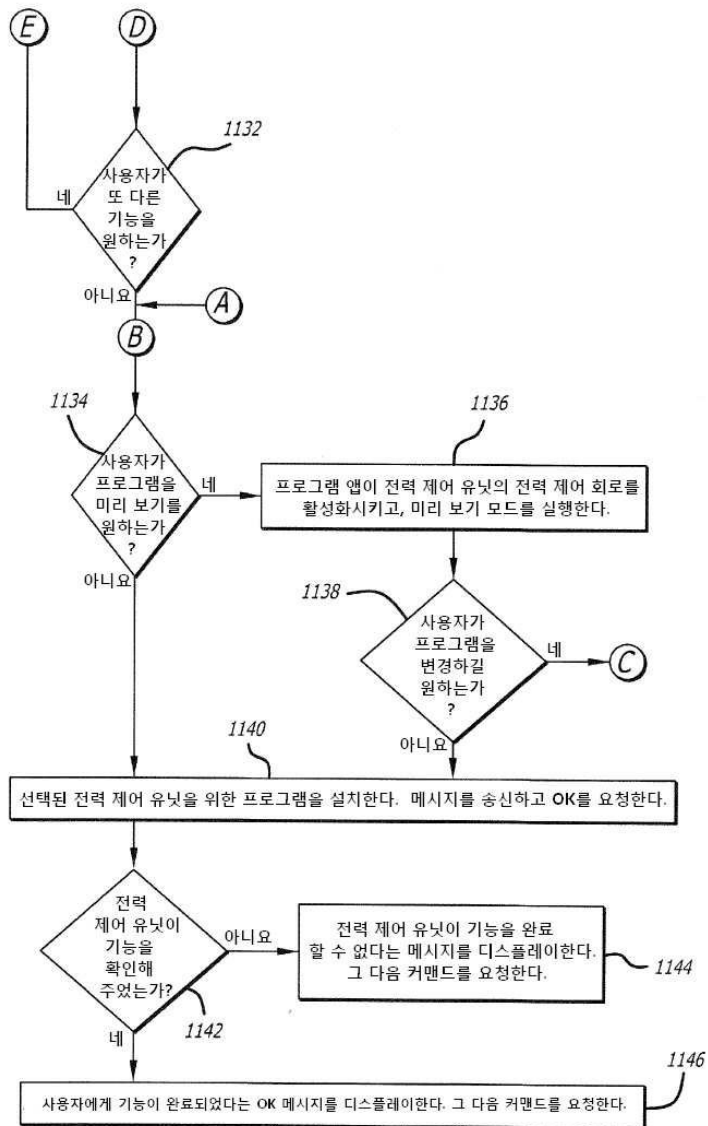 E
D
1132
사용자가
또 다른
기능을
원하는가
?
네
아니요
A
B
1134
사용자가
프로그램을
미리 보기를
원하는가
?
네
아니요
1136
프로그램 앱이 전력 제어 유닛의 전력 제어 회로를
활성화시키고, 미리 보기 모드를 실행한다.
1138
사용자가
프로그램을
변경하길
원하는가
?
네
C
아니요
1140
선택된 전력 제어 유닛을 위한 프로그램을 설치한다. 메시지를 송신하고 OK를 요청한다.
전력
제어 유닛이
기능을
확인해
주었는가?
아니요
1142
네
전력 제어 유닛이 기능을 완료
할 수 없다는 메시지를 디스플레이한다.
그 다음 커맨드를 요청한다.
1144
1146
사용자에게 기능이 완료되었다는 OK 메시지를 디스플레이한다. 그 다음 커맨드를 요청한다.